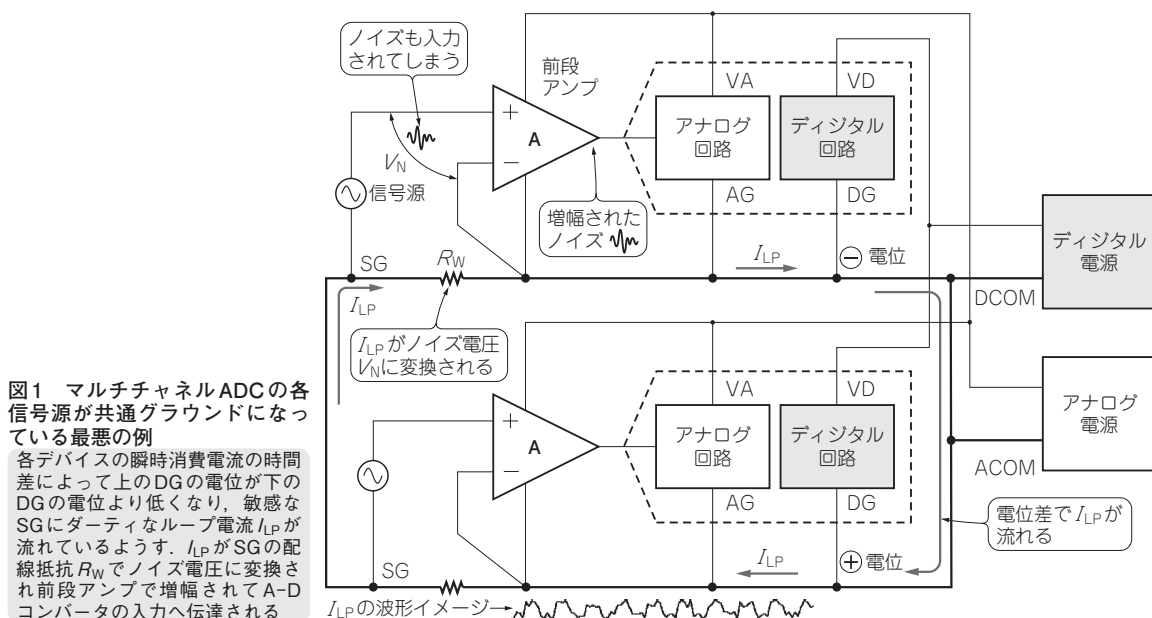 ノイズも入力
されてしまう
前段
アンプ
VA
VD
+
A
−
アナログ
回路
ディジタル
回路
V_N
信号源
増幅された
ノイズ
AG
DG
ディジタル
電源
SG
R_W
I_LP
− 電位
DCOM
I_LP
I_LPがノイズ電圧
V_Nに変換される
VA
VD
アナログ
電源
+
A
−
アナログ
回路
ディジタル
回路
ACOM
AG
DG
電位差でI_LPが
流れる
SG
I_LP
+ 電位
I_LPの波形イメージ→
図1 マルチチャネルADCの各
信号源が共通グラウンドになっ
ている最悪の例
各デバイスの瞬時消費電流の時間
差によって上のDGの電位が下の
DGの電位より低くなり，敏感な
SGにダーティなループ電流I_LPが
流れているようす．I_LPがSGの配
線抵抗R_Wでノイズ電圧に変換さ
れ前段アンプで増幅されてA-D
コンバータの入力へ伝達される